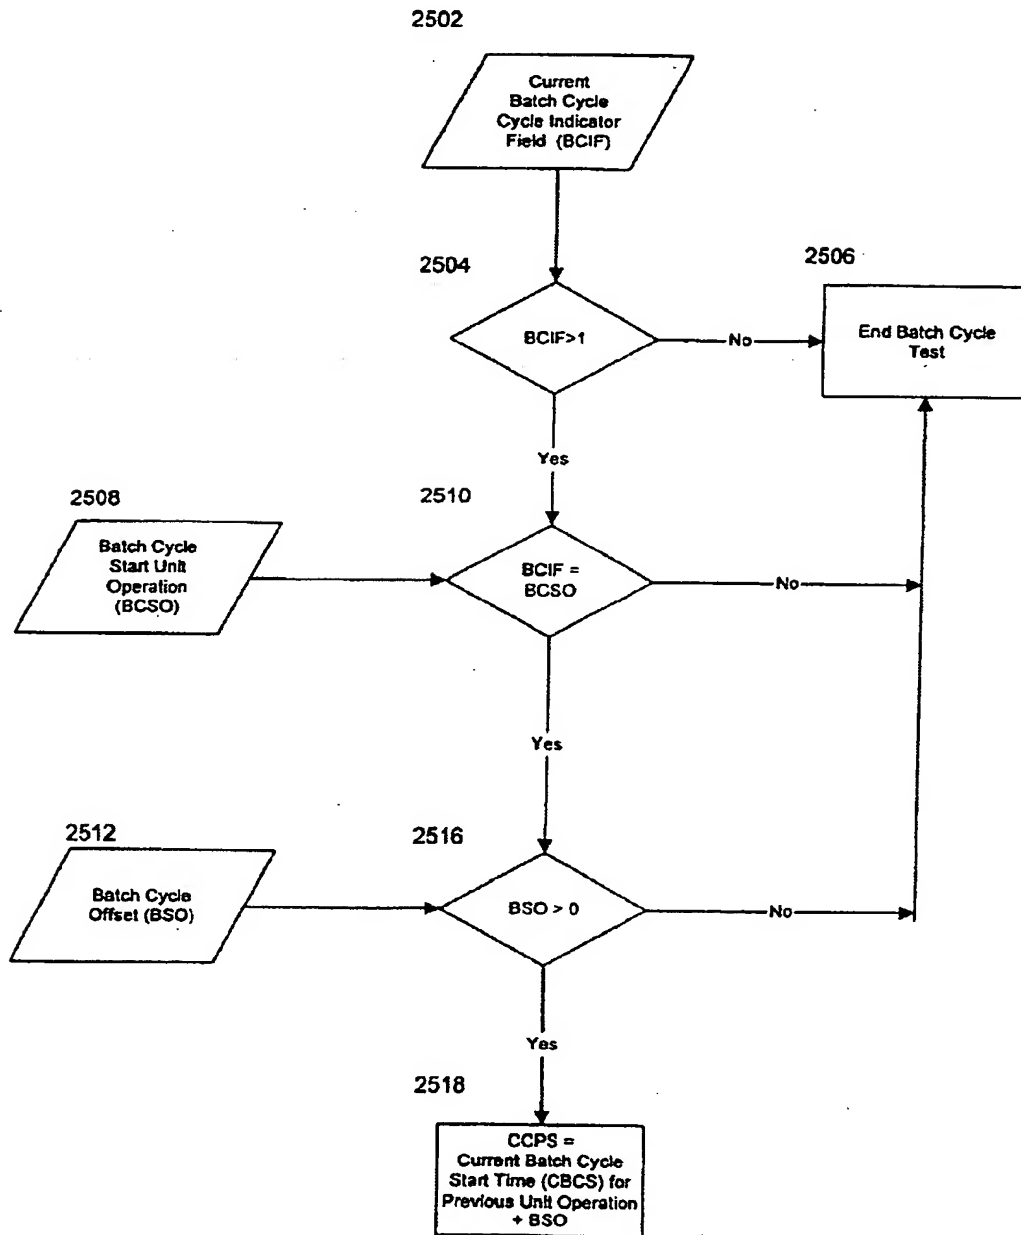 2502
Current
Batch Cycle
Cycle Indicator
Field (BCIF)
2504
2506
BCIF>1
No
End Batch Cycle
Test
Yes
2508
2510
Batch Cycle
Start Unit
Operation
(BCSO)
BCIF =
BCSO
No
Yes
2512
2516
Batch Cycle
Offset (BSO)
BSO > 0
No
Yes
2518
CCPS =
Current Batch Cycle
Start Time (CBCS) for
Previous Unit Operation
+ BSO